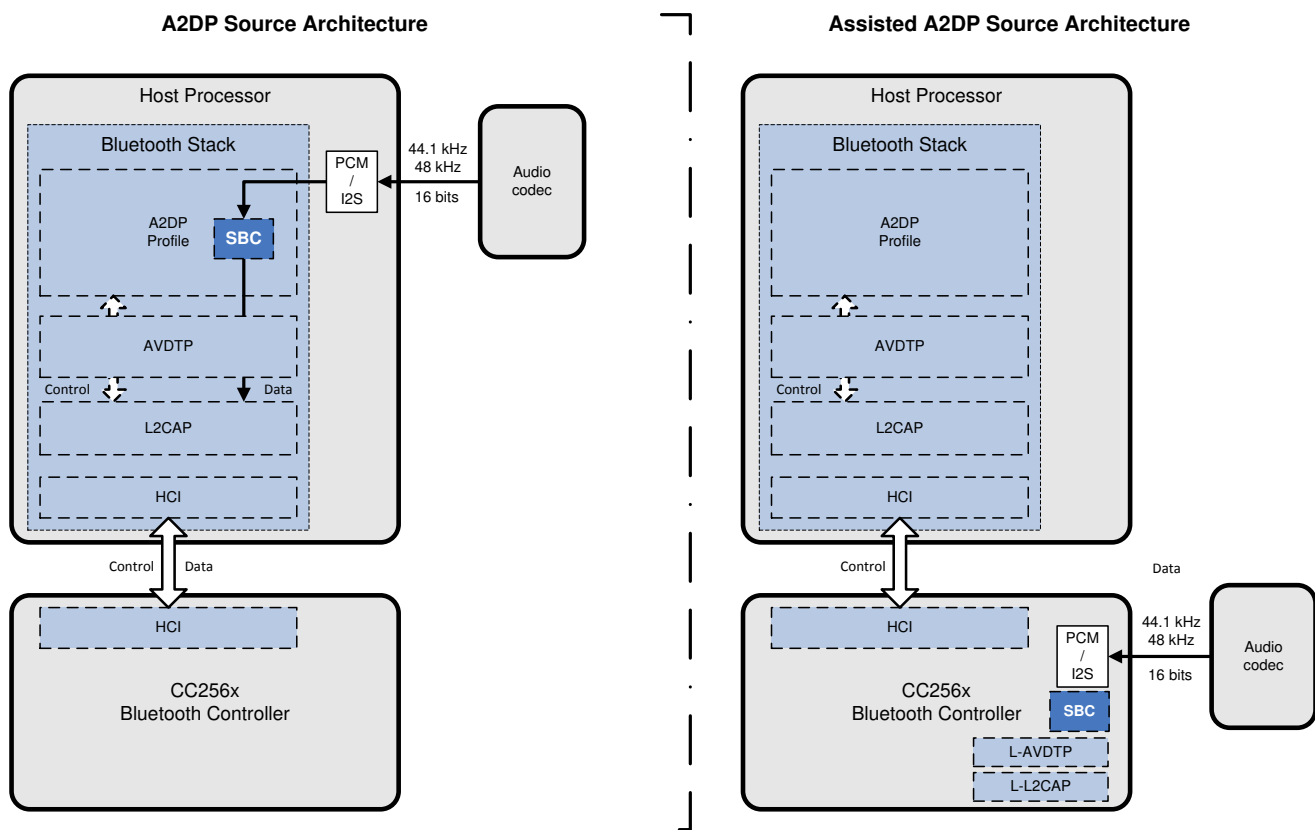 A2DP Source Architecture
Host Processor
Bluetooth Stack
A2DP
Profile
SBC
PCM
/
I2S
44.1 kHz
48 kHz
16 bits
Audio
codec
AVDTP
Control
Data
L2CAP
HCI
Control
Data
HCI
CC256x
Bluetooth Controller
Assisted A2DP Source Architecture
Host Processor
Bluetooth Stack
A2DP
Profile
AVDTP
Control
L2CAP
HCI
Control
Data
HCI
PCM
/
I2S
44.1 kHz
48 kHz
16 bits
Audio
codec
CC256x
Bluetooth Controller
SBC
L-AVDTP
L-L2CAP